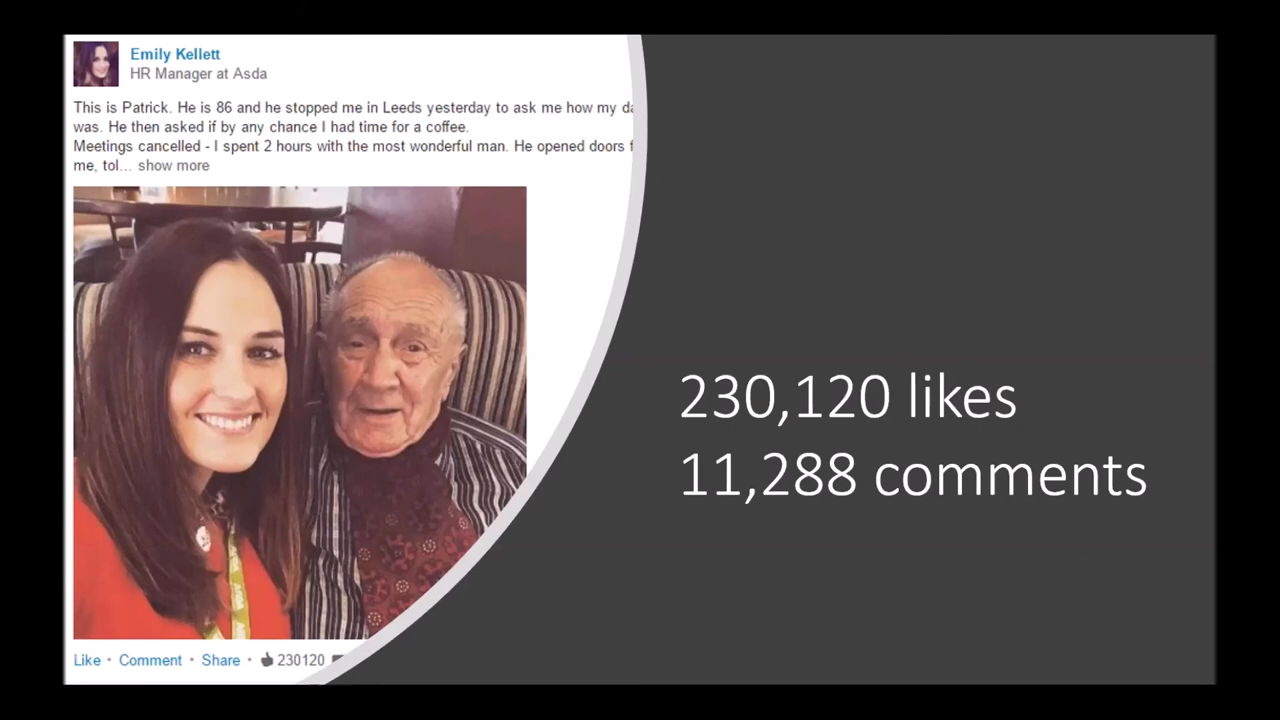 Emily Kellett
HR Manager at Asda
This is Patrick. He is 86 and he stopped me in Leeds yesterday to ask me how my da
was. He then asked if by any chance I had time for a coffee.
Meetings cancelled - I spent 2 hours with the most wonderful man. He opened doors f
me, tol... show more
Like · Comment · Share · 230120
230,120 likes
11,288 comments